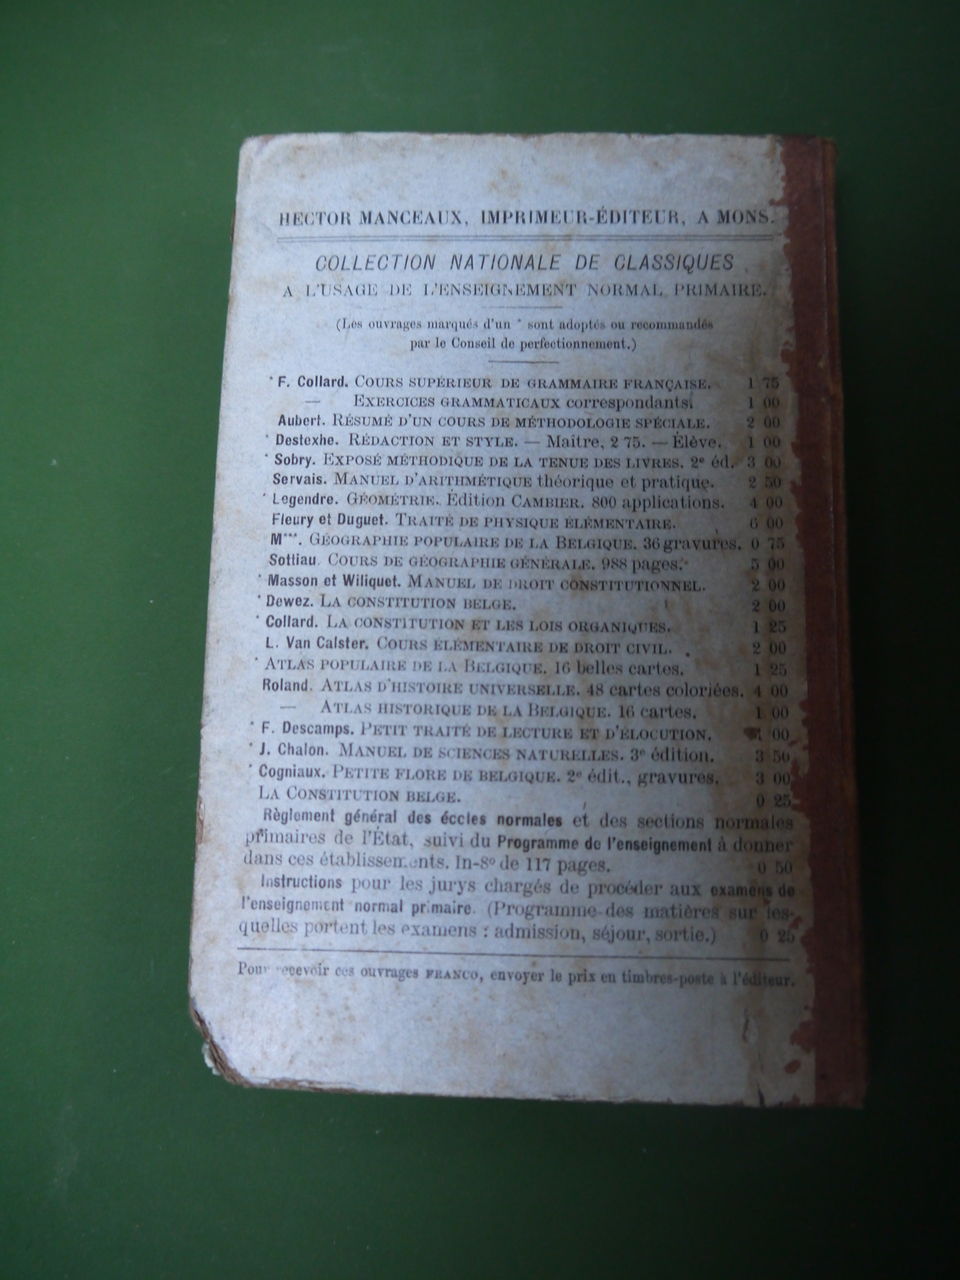 HECTOR MANCEAUX, IMPRIMEUR-ÉDITEUR, A MONS.
COLLECTION NATIONALE DE CLASSIQUES
A L'USAGE DE L'ENSEIGNEMENT NORMAL PRIMAIRE.
(Les ouvrages marqués d'un * sont adoptés ou recommandés
par le Conseil de perfectionnement.)
* F. Collard. COURS SUPÉRIEUR DE GRAMMAIRE FRANÇAISE. 1 75
— EXERCICES GRAMMATICAUX correspondants. 1 00
Aubert. RÉSUMÉ D'UN COURS DE MÉTHODOLOGIE SPÉCIALE. 2 00
* Destexhe. RÉDACTION ET STYLE. — Maître, 2 75. — Élève. 1 00
* Sobry. EXPOSÉ MÉTHODIQUE DE LA TENUE DES LIVRES. 2e éd. 3 00
Servais. MANUEL D'ARITHMÉTIQUE théorique et pratique. 2 50
* Legendre. GÉOMÉTRIE. Édition CAMBIER. 800 applications. 4 00
Fleury et Duguet. TRAITÉ DE PHYSIQUE ÉLÉMENTAIRE. 6 00
M***. GÉOGRAPHIE POPULAIRE DE LA BELGIQUE. 36 gravures. 0 75
Sottiau. COURS DE GÉOGRAPHIE GÉNÉRALE. 988 pages. 5 00
* Masson et Wiliquet. MANUEL DE DROIT CONSTITUTIONNEL. 2 00
* Dewez. LA CONSTITUTION BELGE. 2 00
* Collard. LA CONSTITUTION ET LES LOIS ORGANIQUES. 1 25
L. Van Calster. COURS ÉLÉMENTAIRE DE DROIT CIVIL. 2 00
* ATLAS POPULAIRE DE LA BELGIQUE. 16 belles cartes. 1 25
Roland. ATLAS D'HISTOIRE UNIVERSELLE. 48 cartes coloriées. 4 00
— ATLAS HISTORIQUE DE LA BELGIQUE. 16 cartes. 1 00
* F. Descamps. PETIT TRAITÉ DE LECTURE ET D'ÉLOCUTION. 00
* J. Chalon. MANUEL DE SCIENCES NATURELLES. 3e édition. 3 50
* Cogniaux. PETITE FLORE DE BELGIQUE. 2e édit., gravures. 3 00
LA CONSTITUTION BELGE. 0 25
Règlement général des écoles normales et des sections normales
primaires de l'État, suivi du Programme de l'enseignement à donner
dans ces établissements. In-8º de 117 pages. 0 50
Instructions pour les jurys chargés de procéder aux examens de
l'enseignement normal primaire. (Programme des matières sur les-
quelles portent les examens : admission, séjour, sortie.) 0 25
Pour recevoir ces ouvrages FRANCO, envoyer le prix en timbres-poste à l'éditeur.